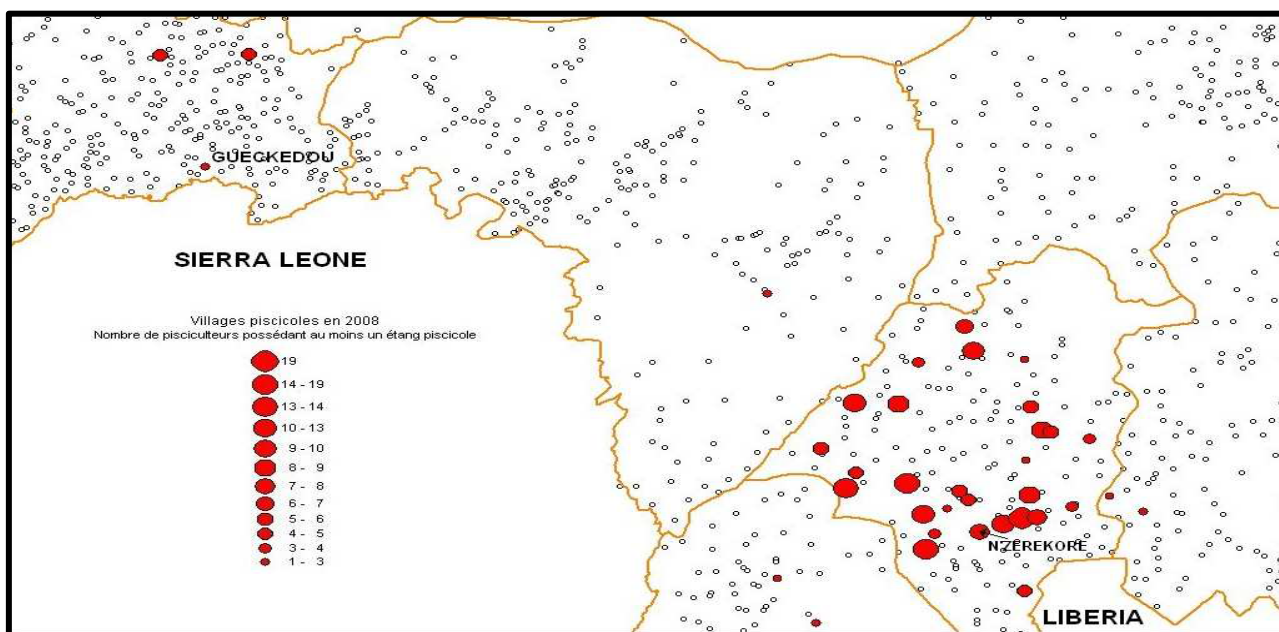 GUECKEDOU
SIERRA LEONE
Villages piscicoles en 2008
Nombre de pisciculteurs possédant au moins un étang piscicole
19
14 - 19
13 - 14
10 - 13
9 - 10
8 - 9
7 - 8
6 - 7
5 - 6
4 - 5
3 - 4
1 - 3
NZEREKORE
LIBERIA